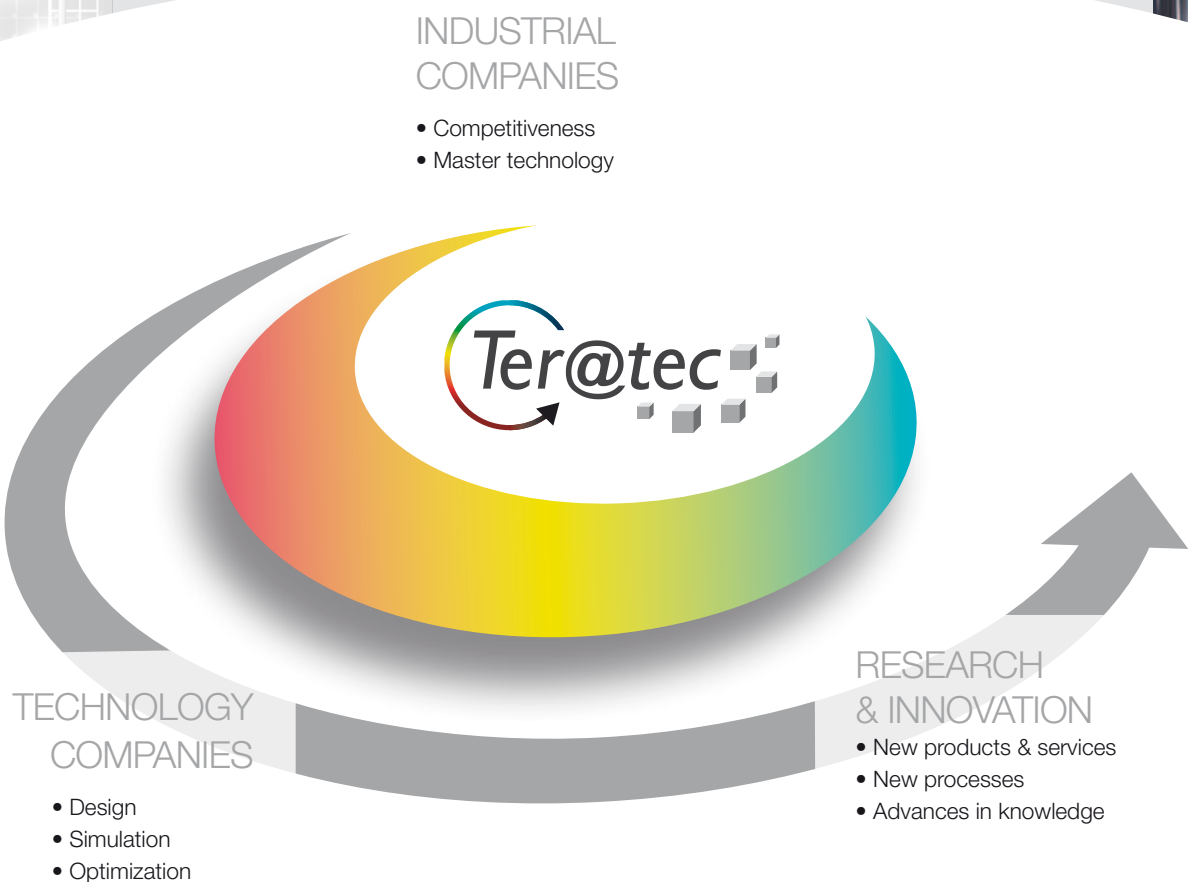 INDUSTRIAL
COMPANIES
• Competitiveness
• Master technology
Ter@tec
TECHNOLOGY
COMPANIES
• Design
• Simulation
• Optimization
RESEARCH
& INNOVATION
• New products & services
• New processes
• Advances in knowledge